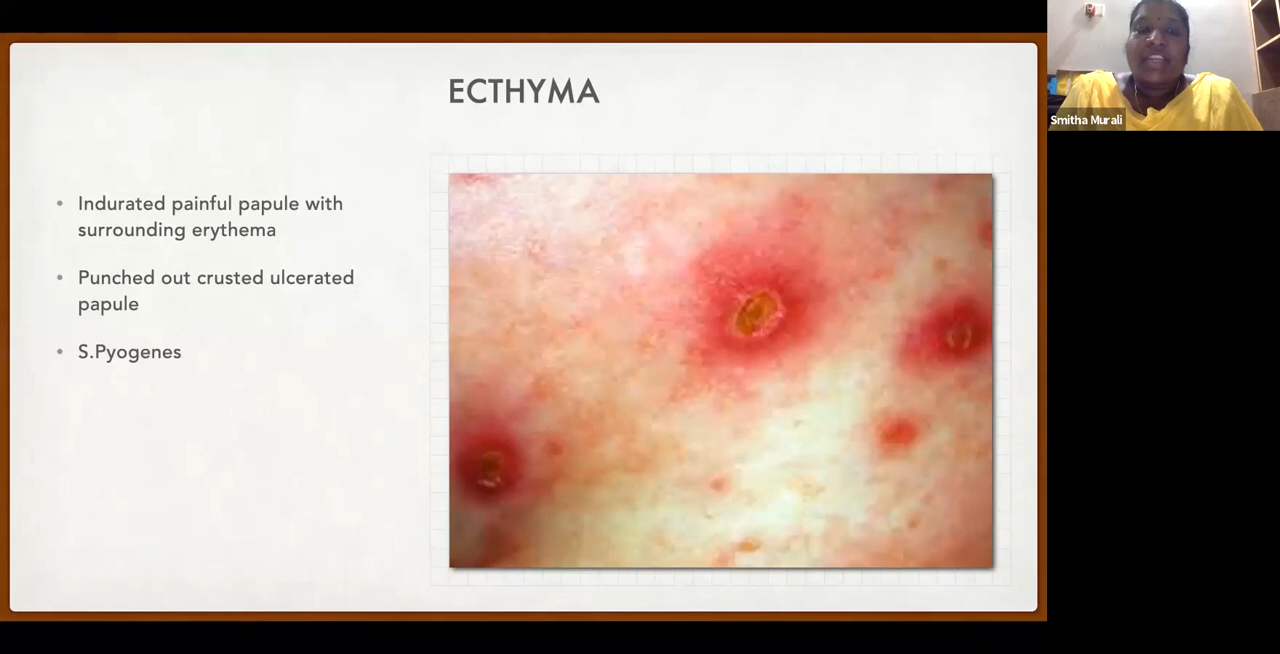 ECTHYMA
Indurated painful papule with
surrounding erythema
Punched out crusted ulcerated
papule
S.Pyogenes
Smitha Murali